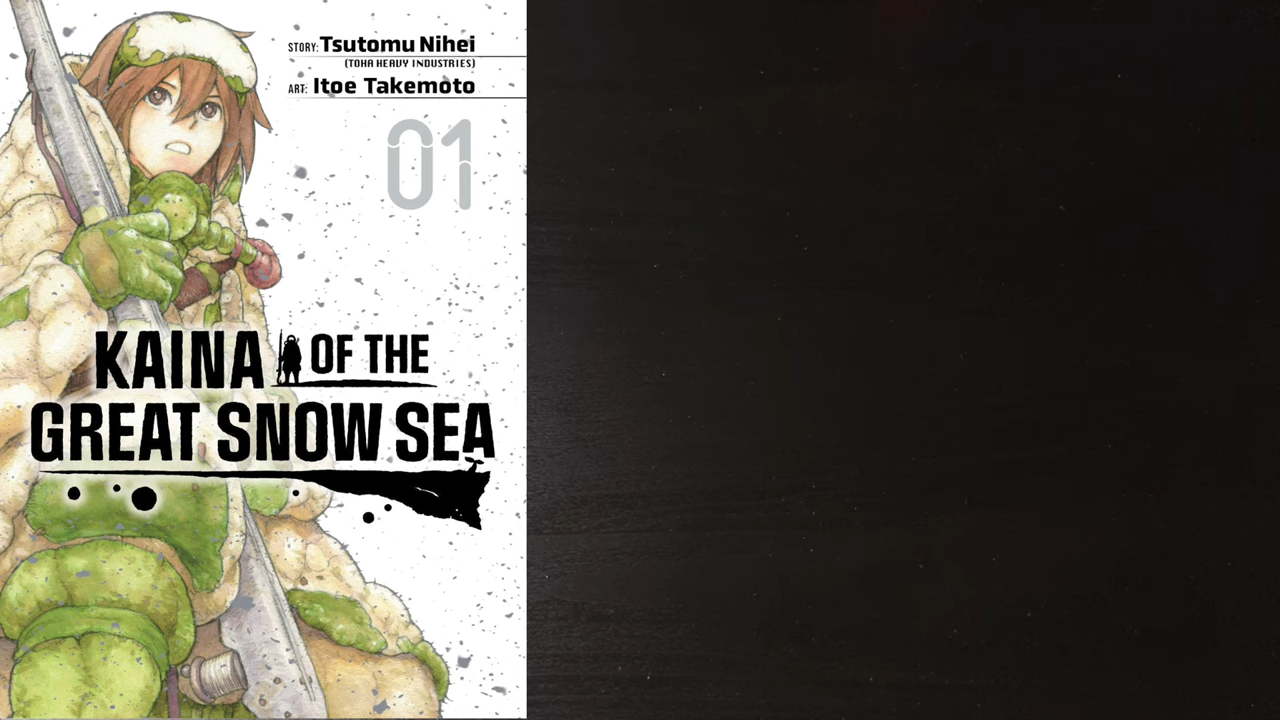 STORY: Tsutomu Nihei
(TOHA HEAVY INDUSTRIES)
ART: Itoe Takemoto
01
KAINA OF THE
GREAT SNOW SEA